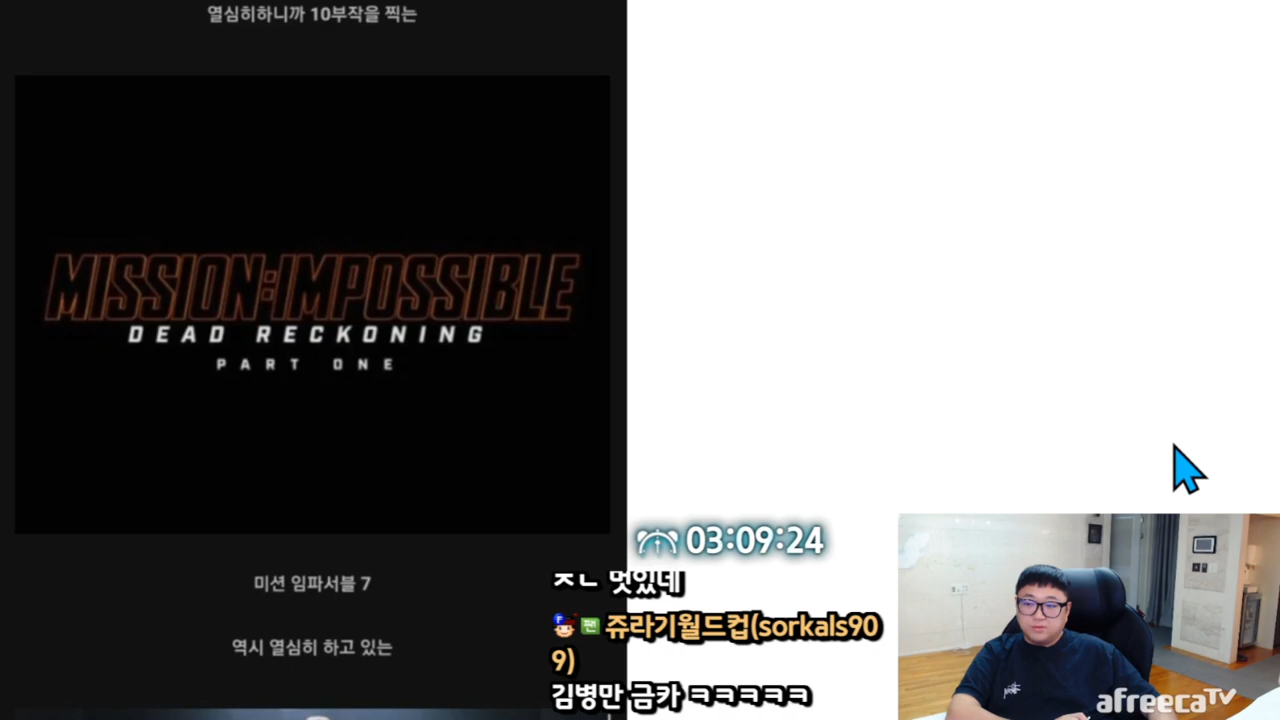 열심히하니까 10부작을 찍는
MISSION:IMPOSSIBLE
DEAD RECKONING
PART ONE
미션 임파서블 7
역시 열심히 하고 있는
03:09:24
ㅈㄴ 멋있네
F 팬 쥬라기월드컵(sorkals90
9)
김병만 금카 ㅋㅋㅋㅋㅋ
afreecaTV